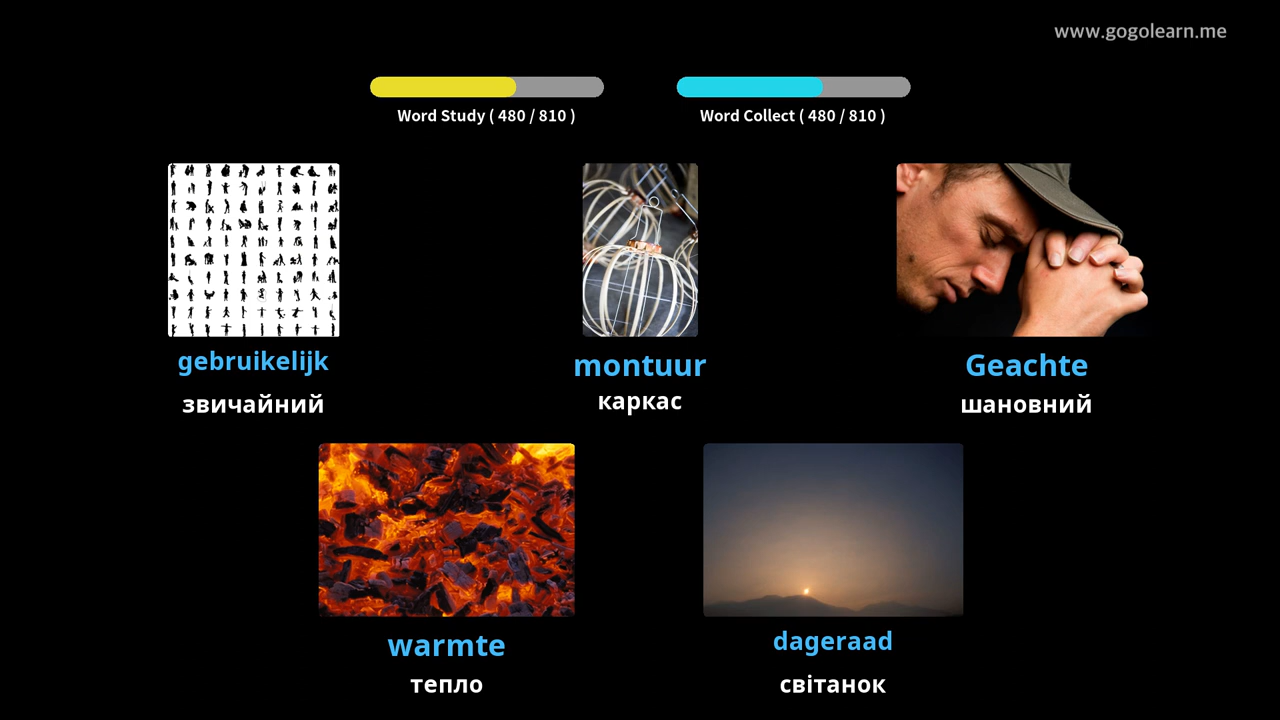 www.gogolearn.me
Word Study ( 480 / 810 )
Word Collect ( 480 / 810 )
gebruikelijk
звичайний
montuur
каркас
Geachte
шановний
warmte
тепло
dageraad
світанок